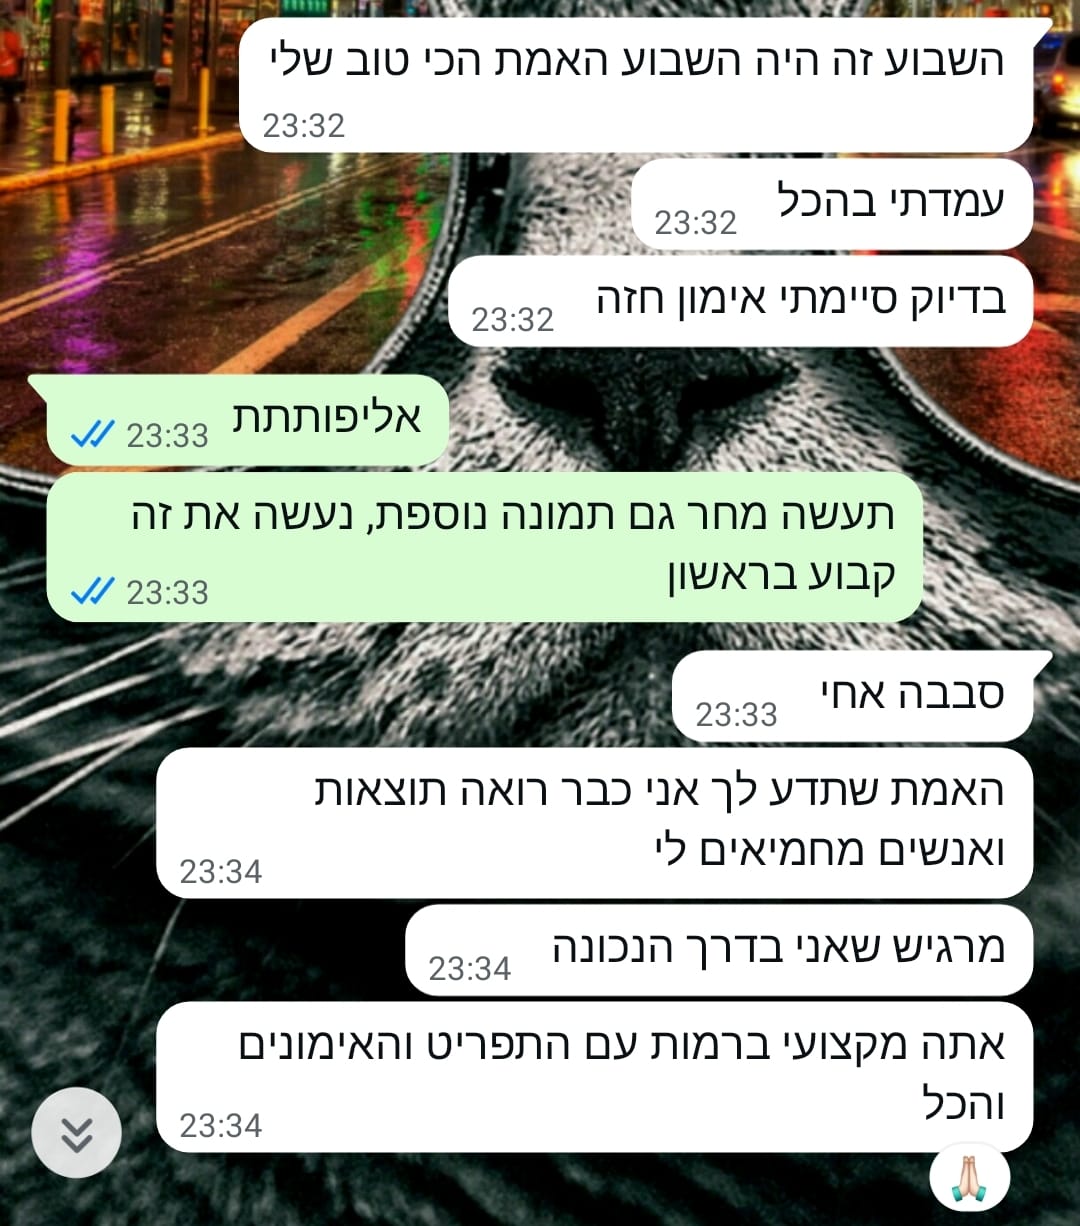 השבוע זה היה השבוע האמת הכי טוב שלי
23:32
עמדתי בהכל
23:32
בדיוק סיימתי אימון חזה
23:32
אליפותתת
23:33
תעשה מחר גם תמונה נוספת, נעשה את זה
קבוע בראשון
23:33
סבבה אחי
23:33
האמת שתדע לך אני כבר רואה תוצאות
ואנשים מחמיאים לי
23:34
מרגיש שאני בדרך הנכונה
23:34
אתה מקצועי ברמות עם התפריט והאימונים
והכל
23:34